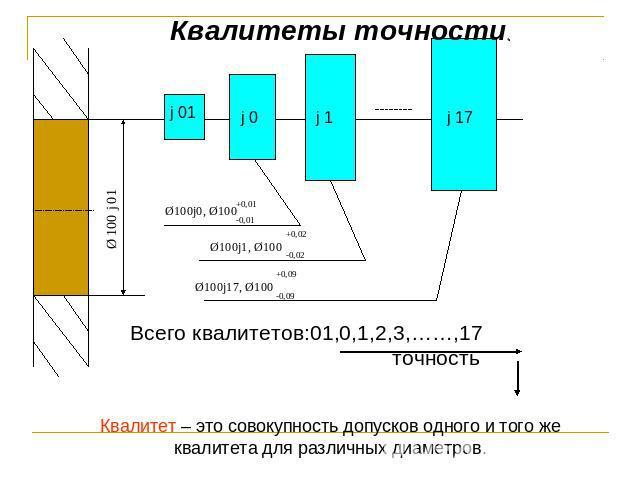 Квалитеты точности.
j 01
j 0
j 1
j 17
Ø 100 j 01
Ø100j0, Ø100 +0,01 -0,01
Ø100j1, Ø100 +0,02 -0,02
Ø100j17, Ø100 +0,09 -0,09
Всего квалитетов:01,0,1,2,3,……,17
точность
Квалитет – это совокупность допусков одного и того же
квалитета для различных диаметров.